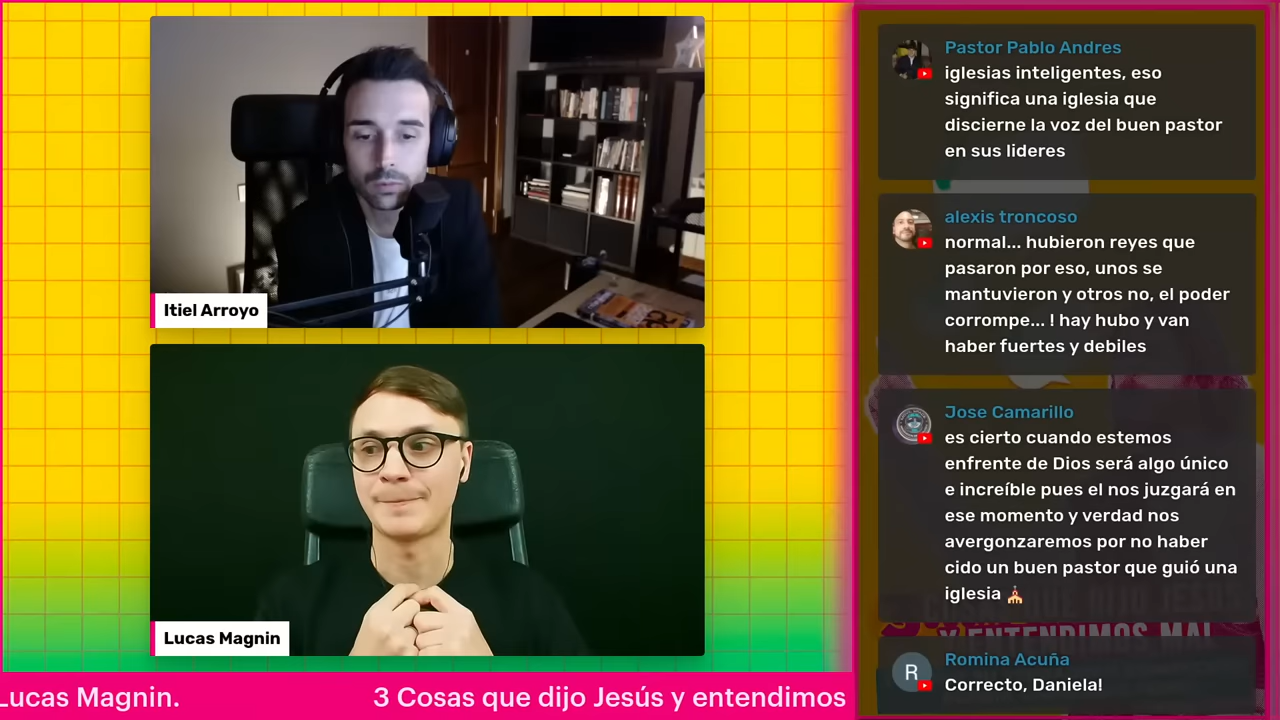 Itiel Arroyo
Lucas Magnin
Lucas Magnin.
3 Cosas que dijo Jesús y entendimos
Pastor Pablo Andres
iglesias inteligentes, eso
significa una iglesia que
discierne la voz del buen pastor
en sus lideres
alexis troncoso
normal... hubieron reyes que
pasaron por eso, unos se
mantuvieron y otros no, el poder
corrompe... ! hay hubo y van
haber fuertes y debiles
Jose Camarillo
es cierto cuando estemos
enfrente de Dios será algo único
e increíble pues el nos juzgará en
ese momento y verdad nos
avergonzaremos por no haber
cido un buen pastor que guió una
iglesia ⛪
JESÚS
Y ENTENDIMOS MAL
R
Romina Acuña
Correcto, Daniela!